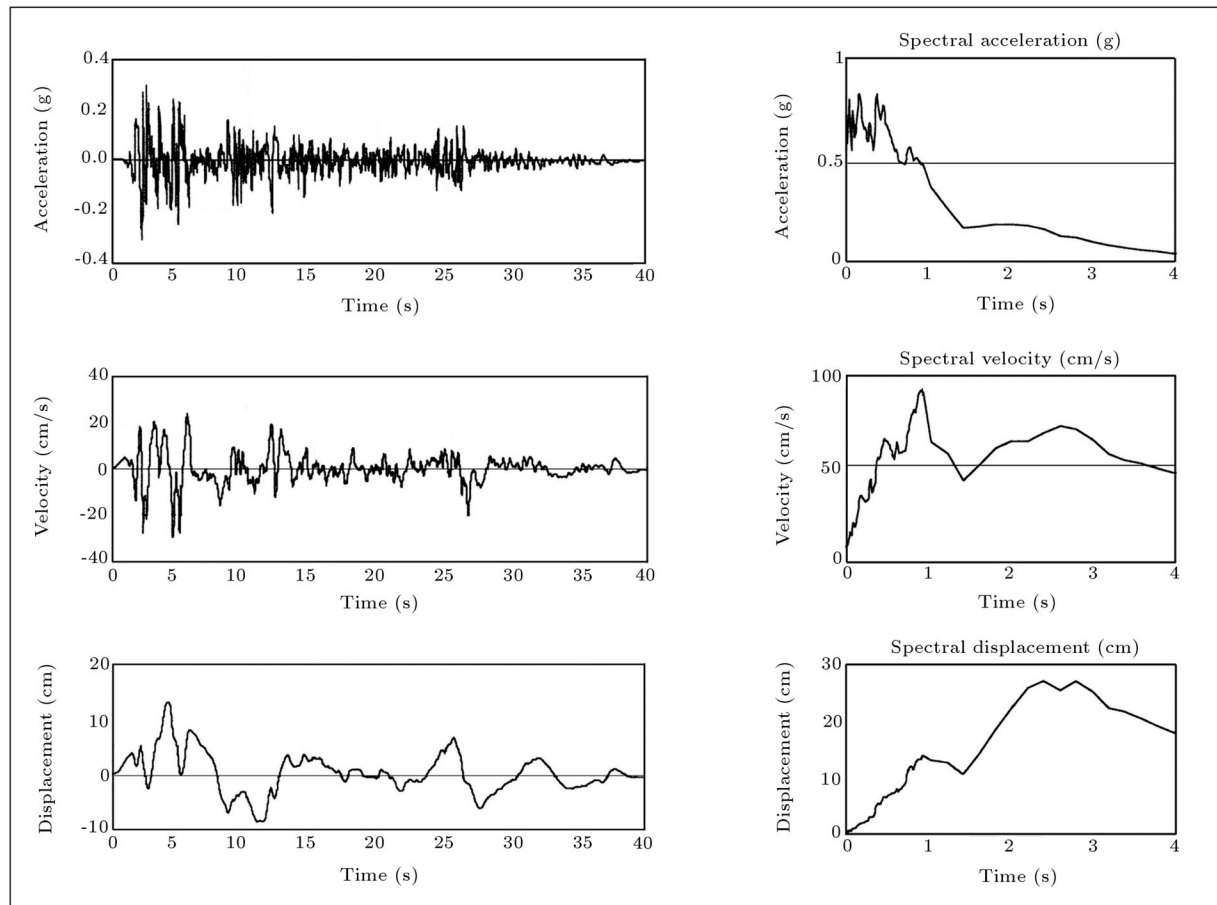 0.4
0.2
0.0
-0.2
-0.4
Acceleration (g)
0 5 10 15 20 25 30 35 40
Time (s)
Spectral acceleration (g)
1
0.5
0
Acceleration (g)
0 1 2 3 4
Time (s)
40
20
0
-20
-40
Velocity (cm/s)
0 5 10 15 20 25 30 35 40
Time (s)
Spectral velocity (cm/s)
100
50
0
Velocity (cm/s)
0 1 2 3 4
Time (s)
20
10
0
-10
Displacement (cm)
0 5 10 15 20 25 30 35 40
Time (s)
Spectral displacement (cm)
30
20
10
0
Displacement (cm)
0 1 2 3 4
Time (s)